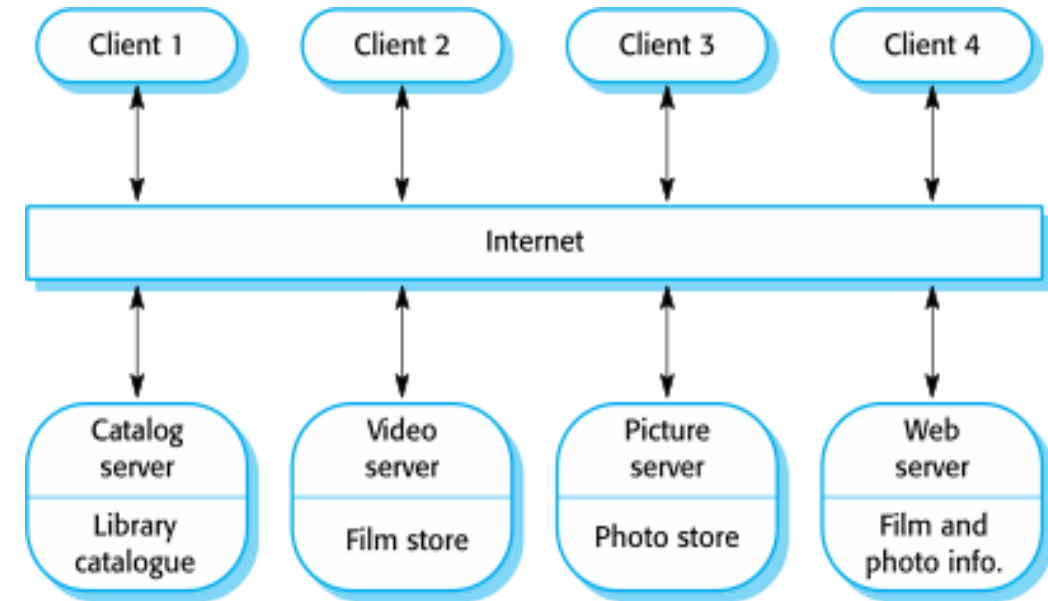 Client 1
Client 2
Client 3
Client 4
Internet
Catalog
server
Library
catalogue
Video
server
Film store
Picture
server
Photo store
Web
server
Film and
photo info.